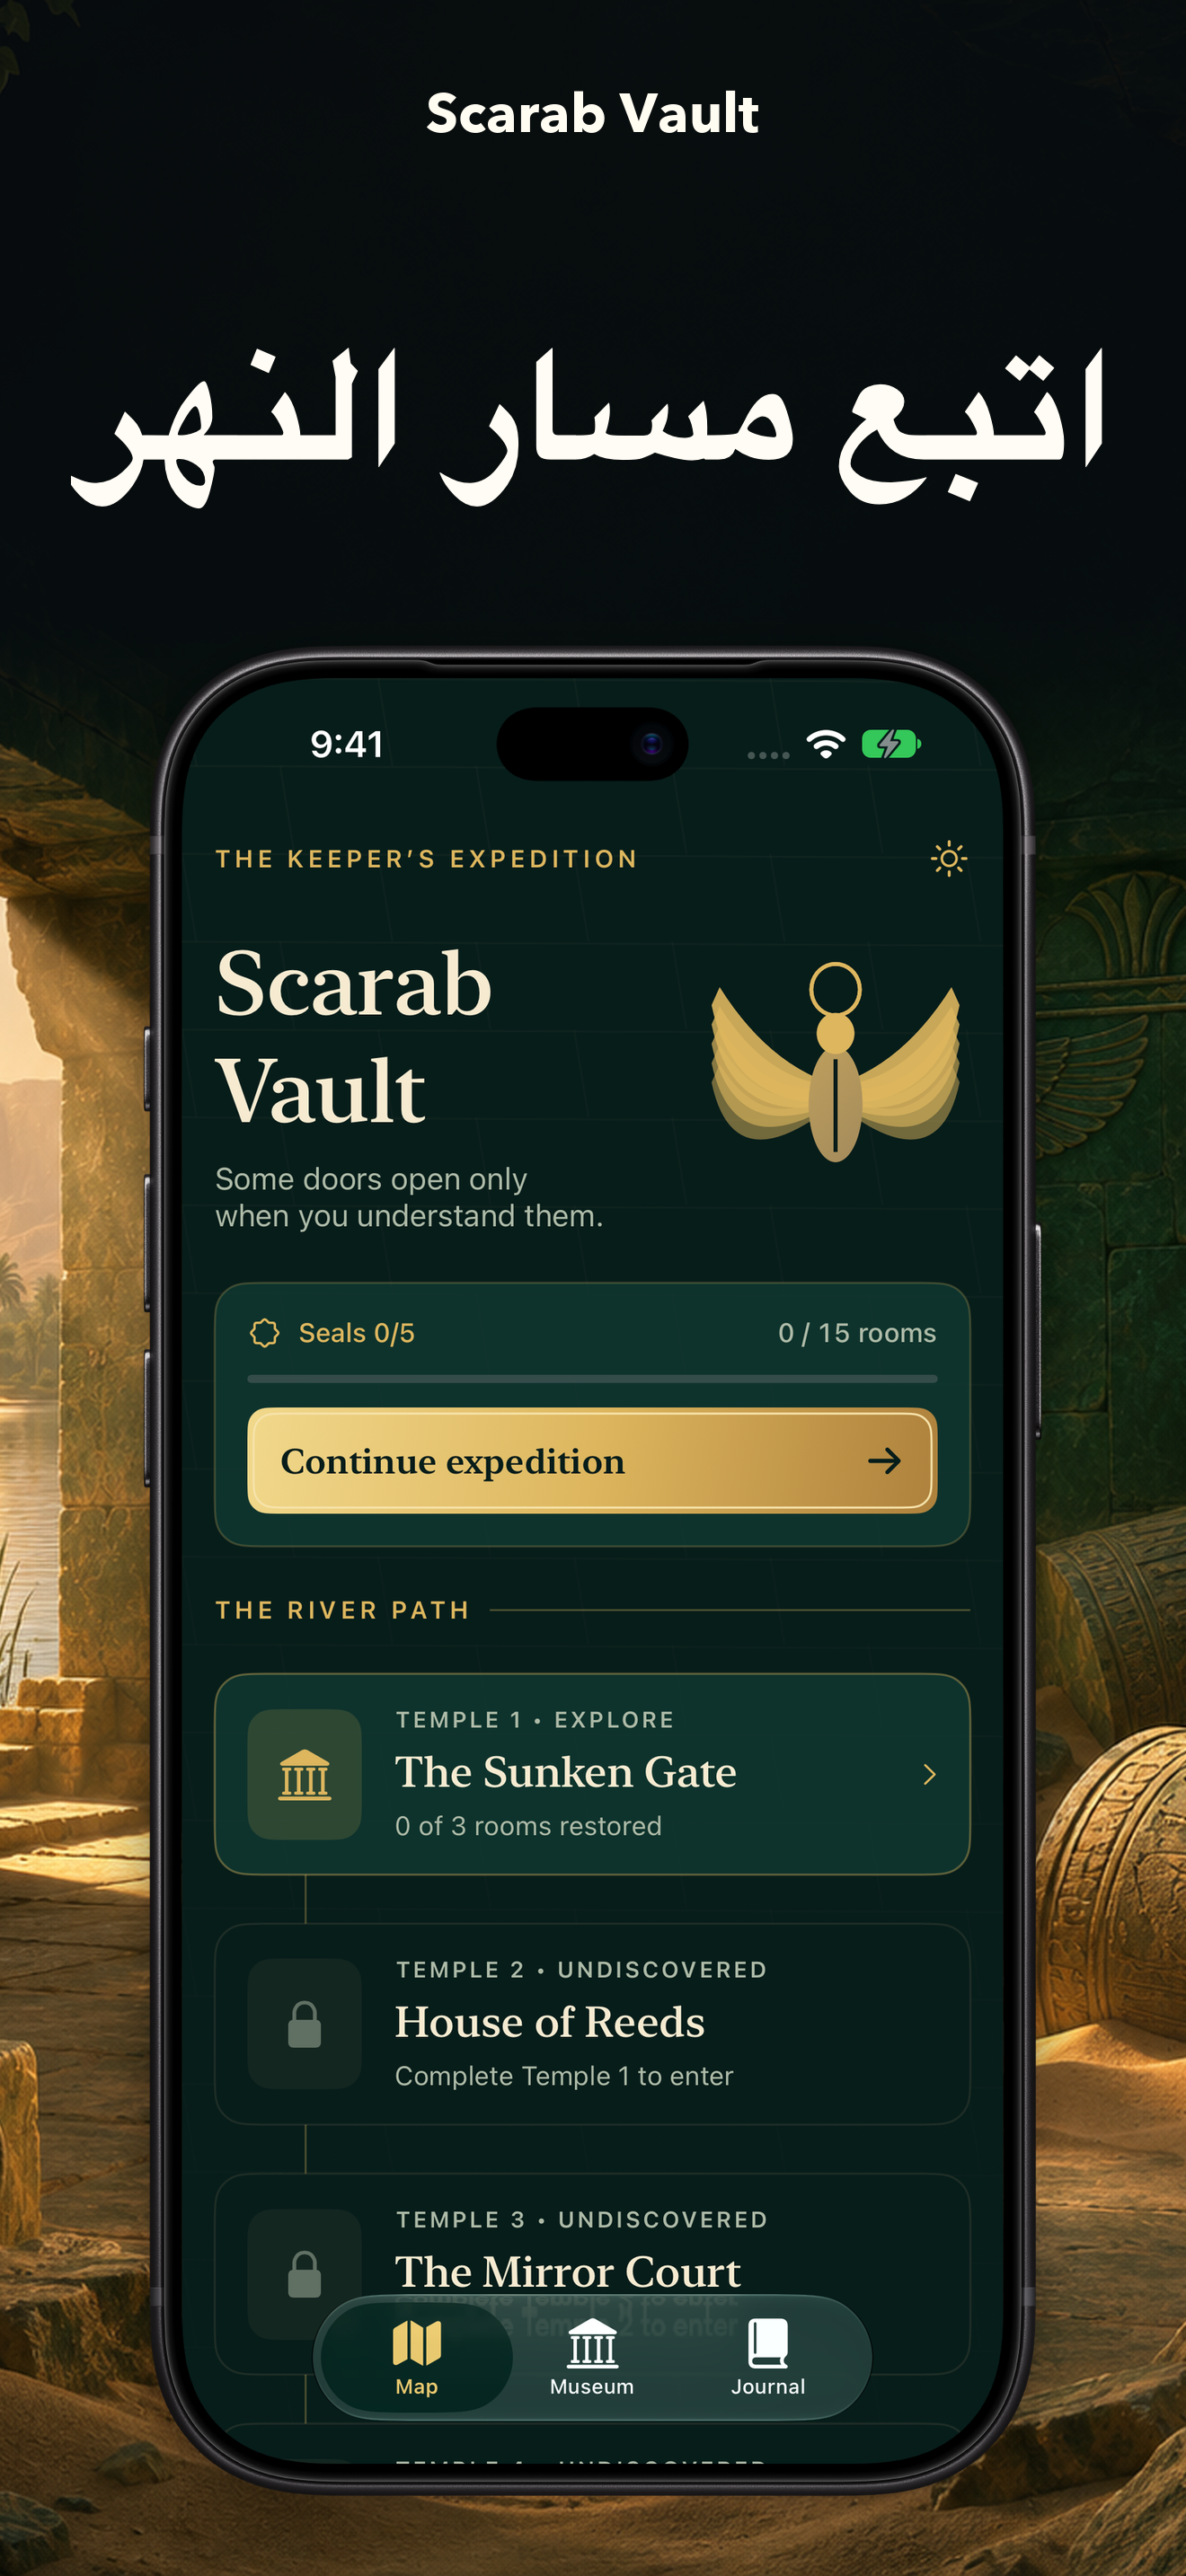 Scarab Vault
اتبع مسار النهر
9:41
THE KEEPER'S EXPEDITION
Scarab
Vault
Some doors open only
when you understand them.
Seals 0/5
0 / 15 rooms
Continue expedition
THE RIVER PATH
TEMPLE 1 • EXPLORE
The Sunken Gate
0 of 3 rooms restored
TEMPLE 2 • UNDISCOVERED
House of Reeds
Complete Temple 1 to enter
TEMPLE 3 • UNDISCOVERED
The Mirror Court
Map
Museum
Journal